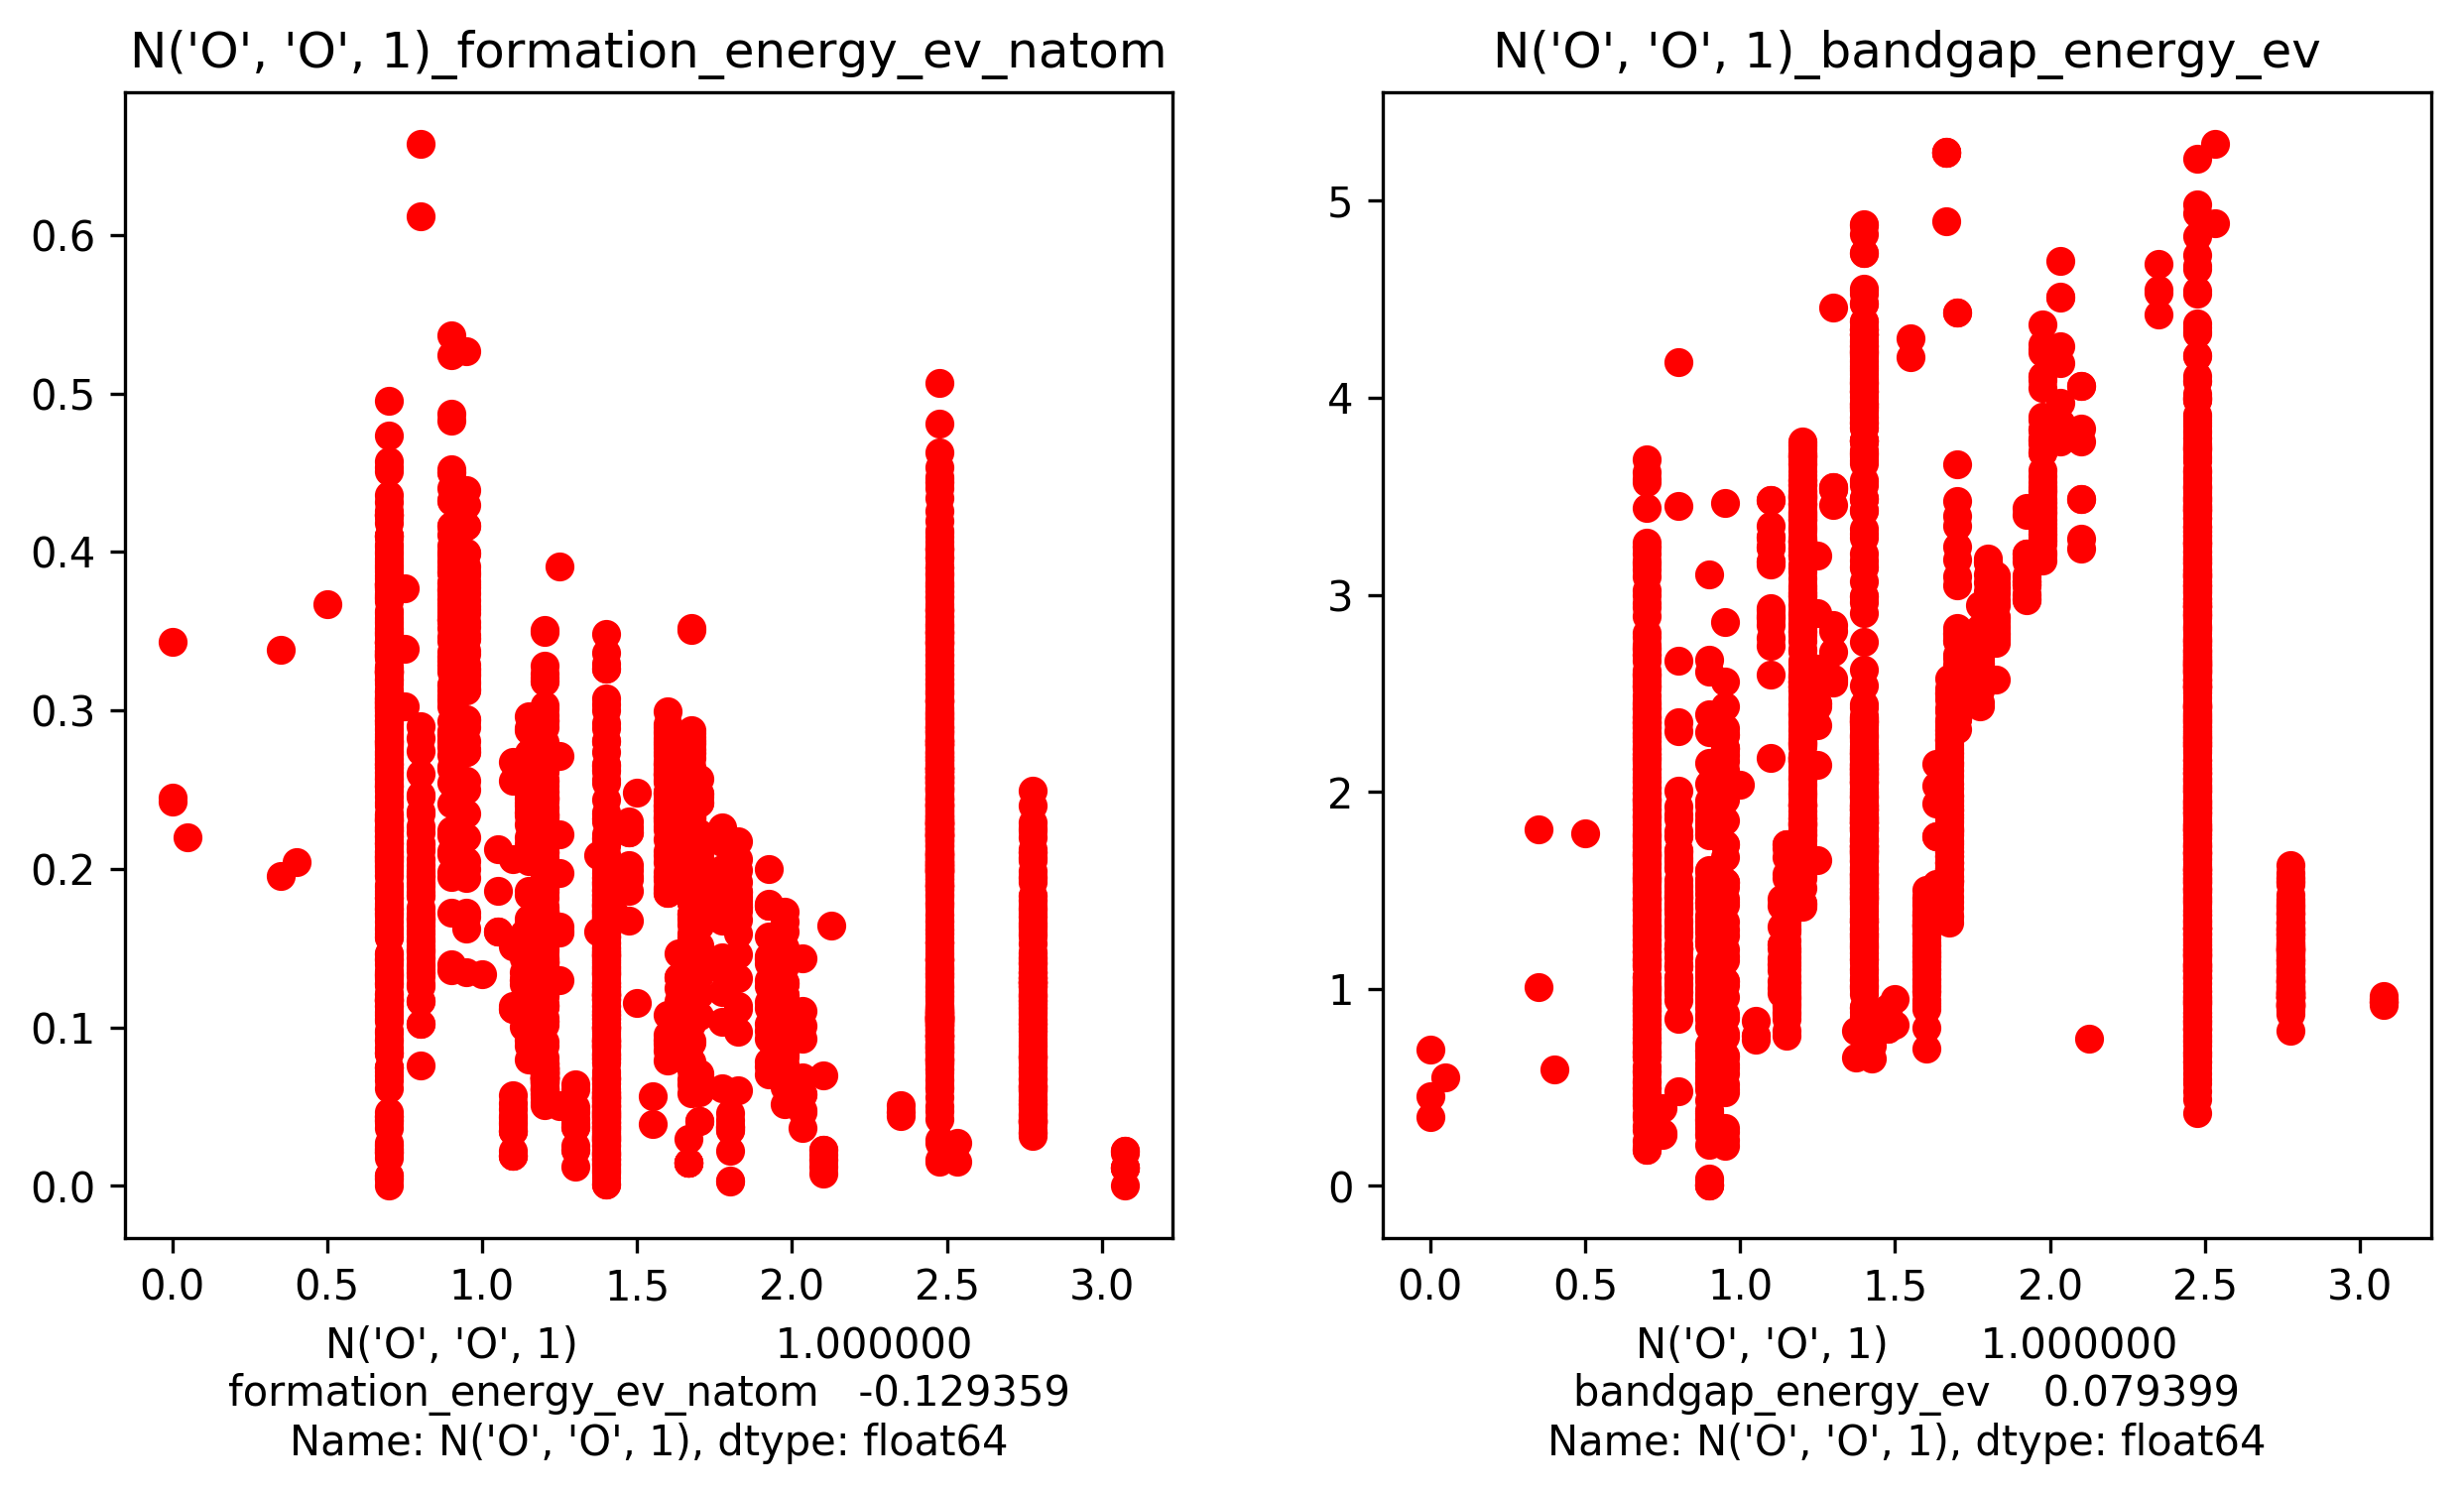 N('O', 'O', 1)_formation_energy_ev_natom
0.6
0.5
0.4
0.3
0.2
0.1
0.0
0.0 0.5 1.0 1.5 2.0 2.5 3.0
N('O', 'O', 1) 1.000000
formation_energy_ev_natom -0.129359
Name: N('O', 'O', 1), dtype: float64
N('O', 'O', 1)_bandgap_energy_ev
5
4
3
2
1
0
0.0 0.5 1.0 1.5 2.0 2.5 3.0
N('O', 'O', 1) 1.000000
bandgap_energy_ev 0.079399
Name: N('O', 'O', 1), dtype: float64